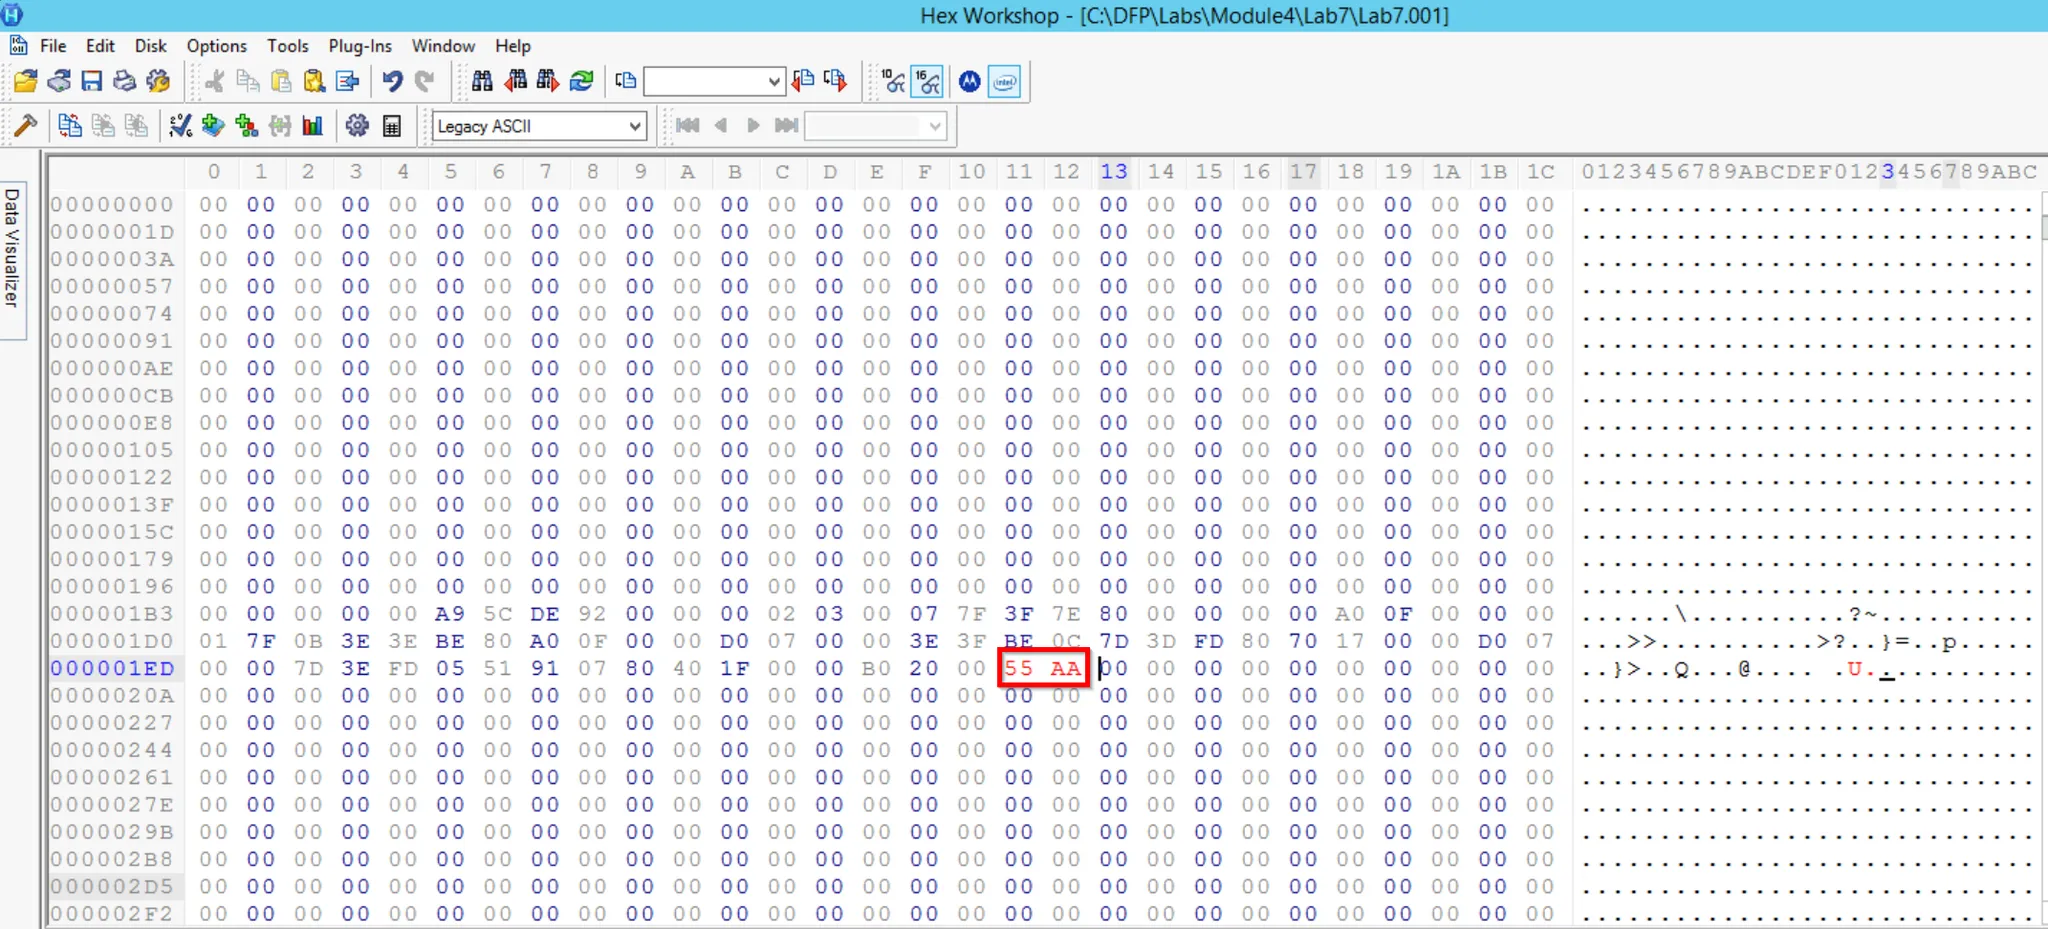 Hex Workshop - [C:\DFP\Labs\Module4\Lab7\Lab7.001]
File Edit Disk Options Tools Plug-Ins Window Help
10 16 intel
Legacy ASCII
Data Visualizer
0 1 2 3 4 5 6 7 8 9 A B C D E F 10 11 12 13 14 15 16 17 18 19 1A 1B 1C 0123456789ABCDEF0123456789ABC
00000000 00 00 00 00 00 00 00 00 00 00 00 00 00 00 00 00 00 00 00 00 00 00 00 00 00 00 00 00 00 .............................
0000001D 00 00 00 00 00 00 00 00 00 00 00 00 00 00 00 00 00 00 00 00 00 00 00 00 00 00 00 00 00 .............................
0000003A 00 00 00 00 00 00 00 00 00 00 00 00 00 00 00 00 00 00 00 00 00 00 00 00 00 00 00 00 00 .............................
00000057 00 00 00 00 00 00 00 00 00 00 00 00 00 00 00 00 00 00 00 00 00 00 00 00 00 00 00 00 00 .............................
00000074 00 00 00 00 00 00 00 00 00 00 00 00 00 00 00 00 00 00 00 00 00 00 00 00 00 00 00 00 00 .............................
00000091 00 00 00 00 00 00 00 00 00 00 00 00 00 00 00 00 00 00 00 00 00 00 00 00 00 00 00 00 00 .............................
000000AE 00 00 00 00 00 00 00 00 00 00 00 00 00 00 00 00 00 00 00 00 00 00 00 00 00 00 00 00 00 .............................
000000CB 00 00 00 00 00 00 00 00 00 00 00 00 00 00 00 00 00 00 00 00 00 00 00 00 00 00 00 00 00 .............................
000000E8 00 00 00 00 00 00 00 00 00 00 00 00 00 00 00 00 00 00 00 00 00 00 00 00 00 00 00 00 00 .............................
00000105 00 00 00 00 00 00 00 00 00 00 00 00 00 00 00 00 00 00 00 00 00 00 00 00 00 00 00 00 00 .............................
00000122 00 00 00 00 00 00 00 00 00 00 00 00 00 00 00 00 00 00 00 00 00 00 00 00 00 00 00 00 00 .............................
0000013F 00 00 00 00 00 00 00 00 00 00 00 00 00 00 00 00 00 00 00 00 00 00 00 00 00 00 00 00 00 .............................
0000015C 00 00 00 00 00 00 00 00 00 00 00 00 00 00 00 00 00 00 00 00 00 00 00 00 00 00 00 00 00 .............................
00000179 00 00 00 00 00 00 00 00 00 00 00 00 00 00 00 00 00 00 00 00 00 00 00 00 00 00 00 00 00 .............................
00000196 00 00 00 00 00 00 00 00 00 00 00 00 00 00 00 00 00 00 00 00 00 00 00 00 00 00 00 00 00 .............................
000001B3 00 00 00 00 00 A9 5C DE 92 00 00 00 02 03 00 07 7F 3F 7E 80 00 00 00 00 A0 0F 00 00 00 ......\..........?~..........
000001D0 01 7F 0B 3E 3E BE 80 A0 0F 00 00 D0 07 00 00 3E 3F BE 0C 7D 3D FD 80 70 17 00 00 D0 07 ...>>..........>?..}=..p.....
000001ED 00 00 7D 3E FD 05 51 91 07 80 40 1F 00 00 B0 20 00 55 AA 00 00 00 00 00 00 00 00 00 00 ..}>..Q...@.... .U...........
0000020A 00 00 00 00 00 00 00 00 00 00 00 00 00 00 00 00 00 00 00 00 00 00 00 00 00 00 00 00 00 .............................
00000227 00 00 00 00 00 00 00 00 00 00 00 00 00 00 00 00 00 00 00 00 00 00 00 00 00 00 00 00 00 .............................
00000244 00 00 00 00 00 00 00 00 00 00 00 00 00 00 00 00 00 00 00 00 00 00 00 00 00 00 00 00 00 .............................
00000261 00 00 00 00 00 00 00 00 00 00 00 00 00 00 00 00 00 00 00 00 00 00 00 00 00 00 00 00 00 .............................
0000027E 00 00 00 00 00 00 00 00 00 00 00 00 00 00 00 00 00 00 00 00 00 00 00 00 00 00 00 00 00 .............................
0000029B 00 00 00 00 00 00 00 00 00 00 00 00 00 00 00 00 00 00 00 00 00 00 00 00 00 00 00 00 00 .............................
000002B8 00 00 00 00 00 00 00 00 00 00 00 00 00 00 00 00 00 00 00 00 00 00 00 00 00 00 00 00 00 .............................
000002D5 00 00 00 00 00 00 00 00 00 00 00 00 00 00 00 00 00 00 00 00 00 00 00 00 00 00 00 00 00 .............................
000002F2 00 00 00 00 00 00 00 00 00 00 00 00 00 00 00 00 00 00 00 00 00 00 00 00 00 00 00 00 00 .............................